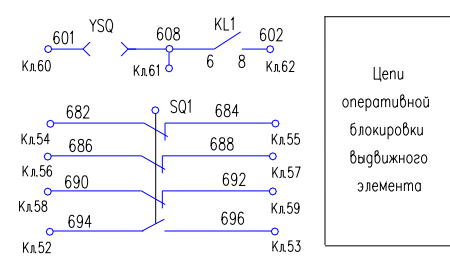 YSQ
KL1
601
608
602
Кл.60
Кл.61
6
8
Кл.62
SQ1
682
684
Кл.54
Кл.55
686
688
Кл.56
Кл.57
690
692
Кл.58
Кл.59
694
696
Кл.52
Кл.53
Цепи
оперативной
блокировки
выдвижного
элемента